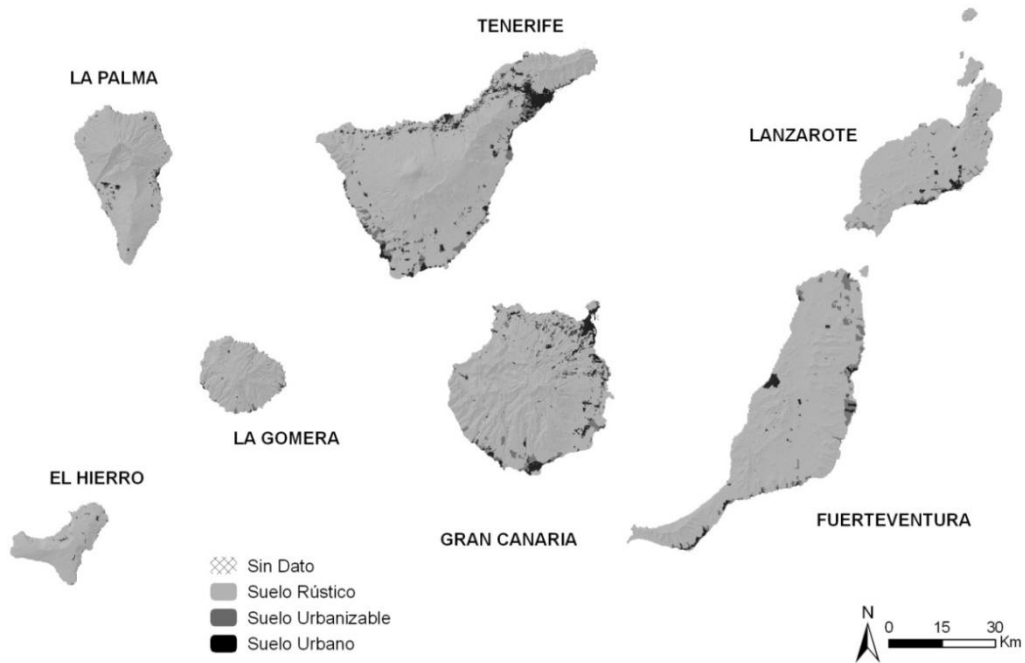 TENERIFE
LA PALMA
LANZAROTE
LA GOMERA
EL HIERRO
GRAN CANARIA
FUERTEVENTURA
Sin Dato
Suelo Rústico
Suelo Urbanizable
Suelo Urbano
N
0 15 30
Km